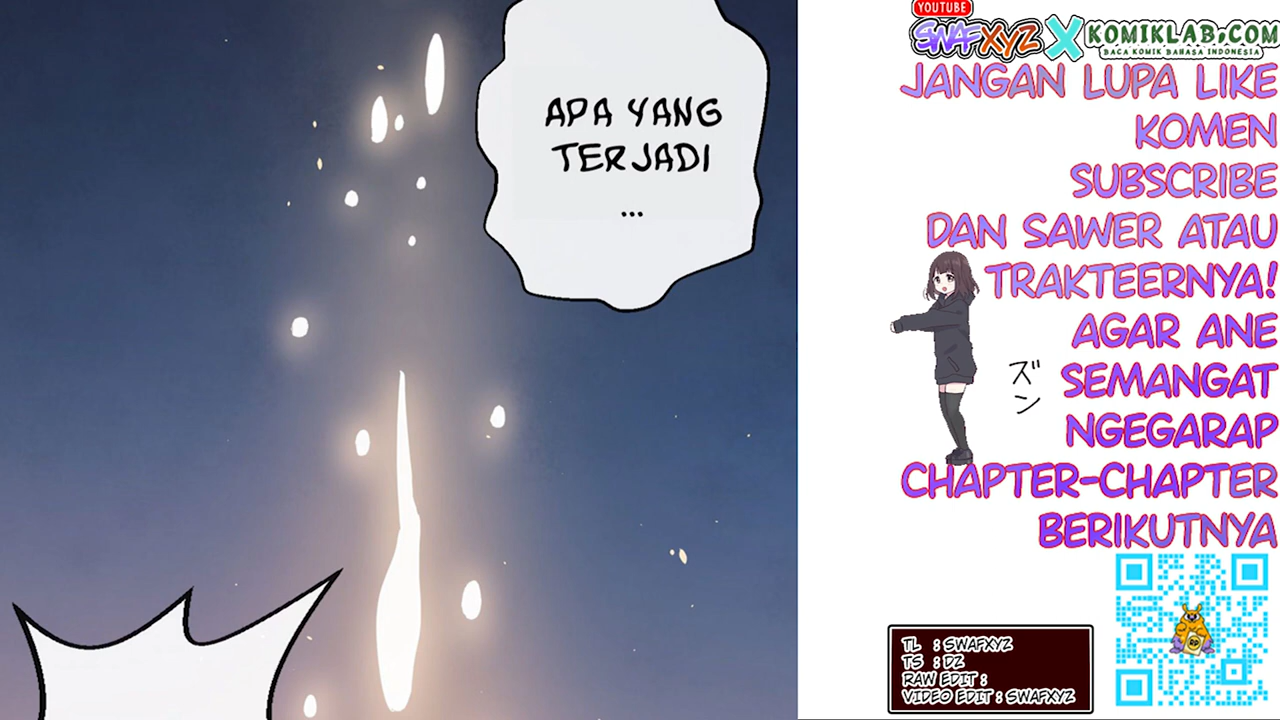 APA YANG
TERJADI
...
YOUTUBE
SWAFXYZ X KOMIKLAB.COM
BACA KOMIK BAHASA INDONESIA
JANGAN LUPA LIKE
KOMEN
SUBSCRIBE
DAN SAWER ATAU
TRAKTEERNYA!
AGAR ANE
SEMANGAT
NGEGARAP
CHAPTER-CHAPTER
BERIKUTNYA
ズン
TL : SWAFXYZ
TS : DZ
RAW EDIT :
VIDEO EDIT : SWAFXYZ